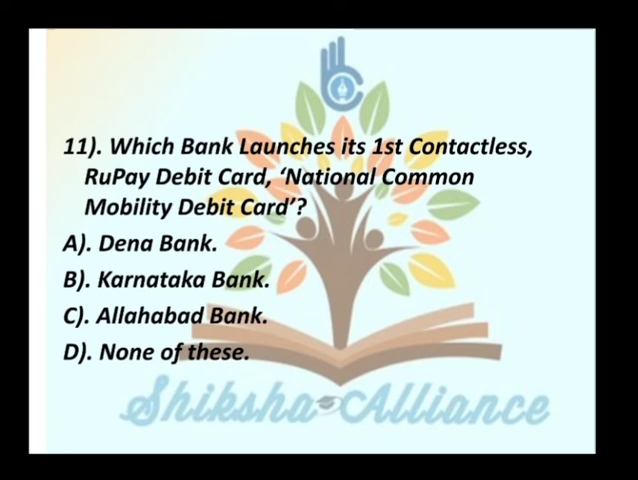 11). Which Bank Launches its 1st Contactless,
RuPay Debit Card, ‘National Common
Mobility Debit Card’?
A). Dena Bank.
B). Karnataka Bank.
C). Allahabad Bank.
D). None of these.
Shiksha Alliance